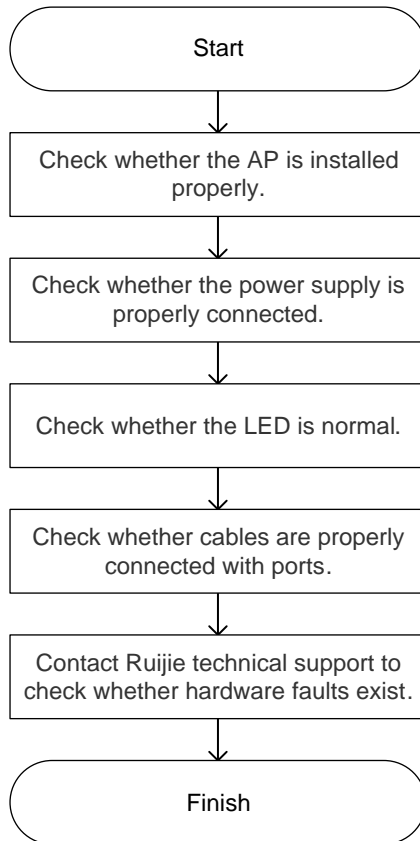 Start
Check whether the AP is installed
properly.
Check whether the power supply is
properly connected.
Check whether the LED is normal.
Check whether cables are properly
connected with ports.
Contact Ruijie technical support to
check whether hardware faults exist.
Finish